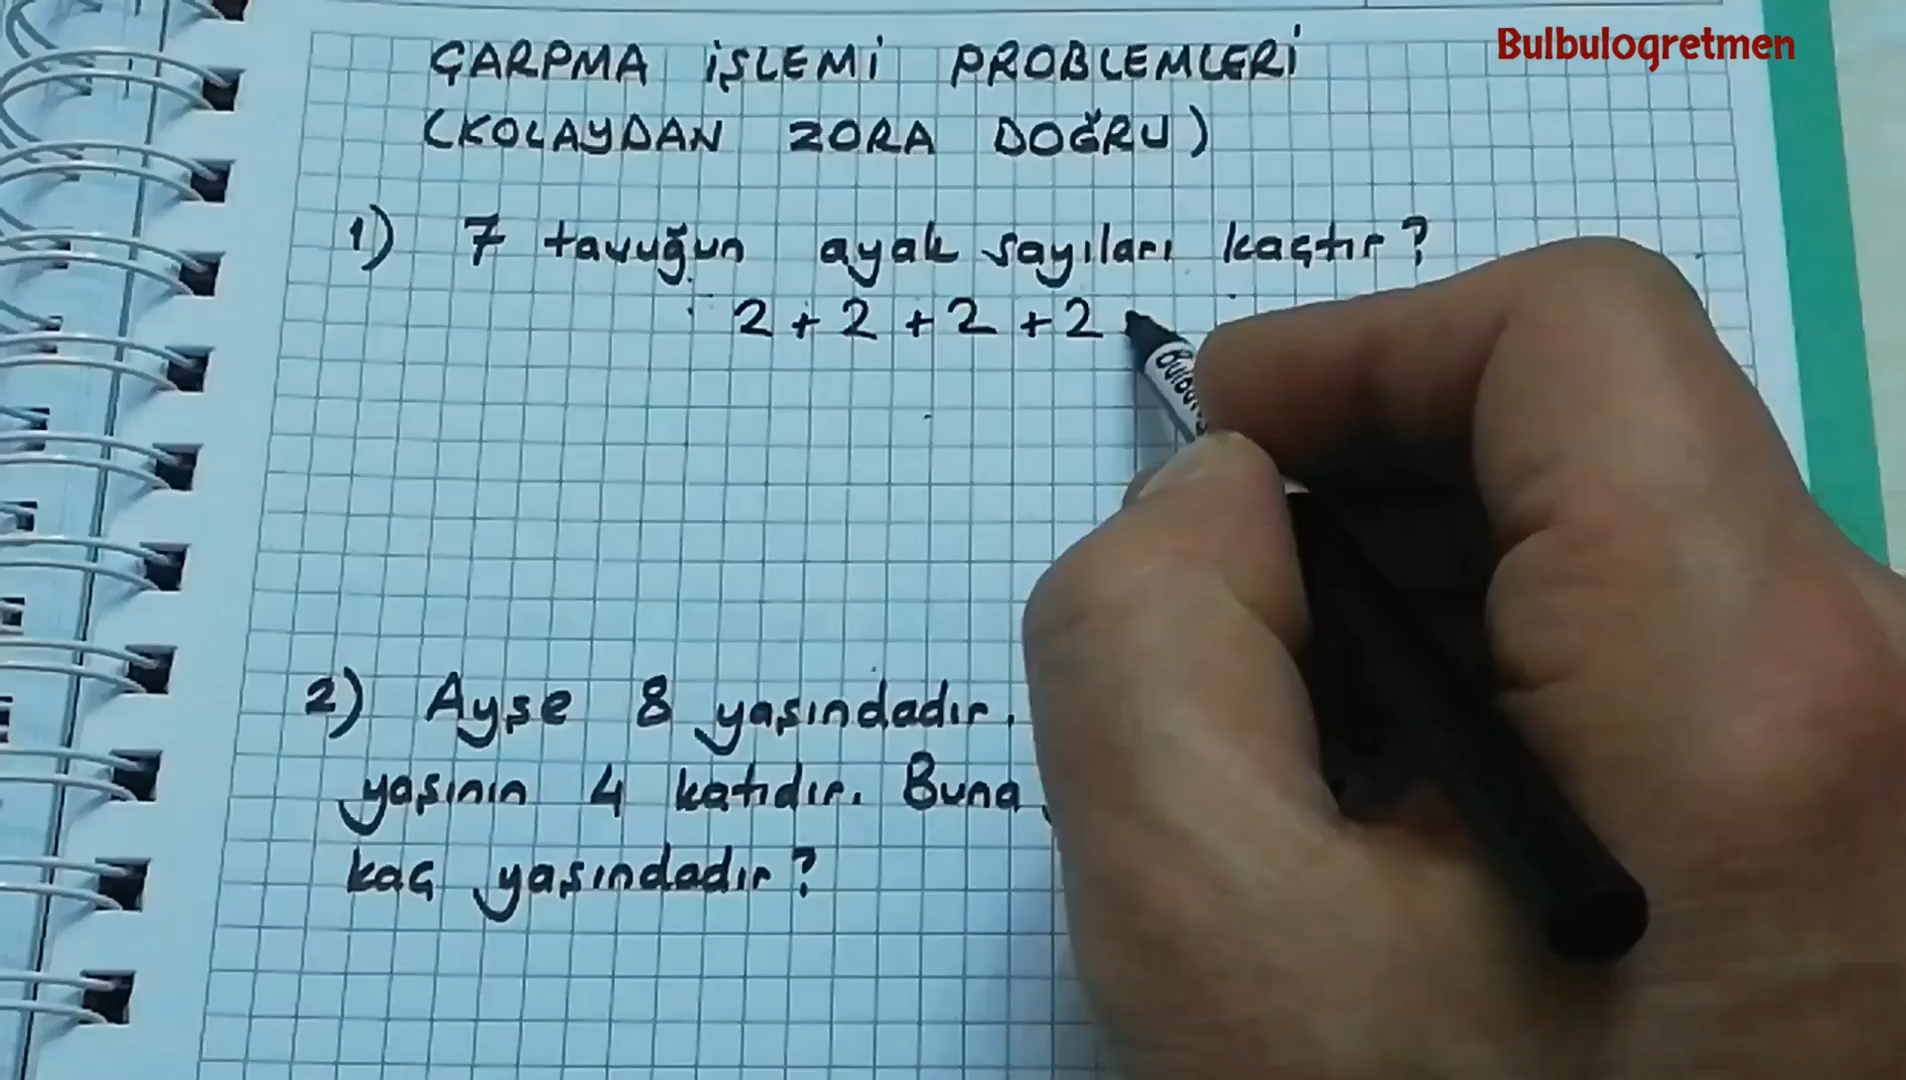 Bulbulogretmen
ÇARPMA İŞLEMİ PROBLEMLERİ
(KOLAYDAN ZORA DOĞRU)
1) 7 tavuğun ayak sayıları kaçtır?
2 + 2 + 2 + 2
2) Ayşe 8 yaşındadır.
yaşının 4 katıdır. Buna
kaç yaşındadır?